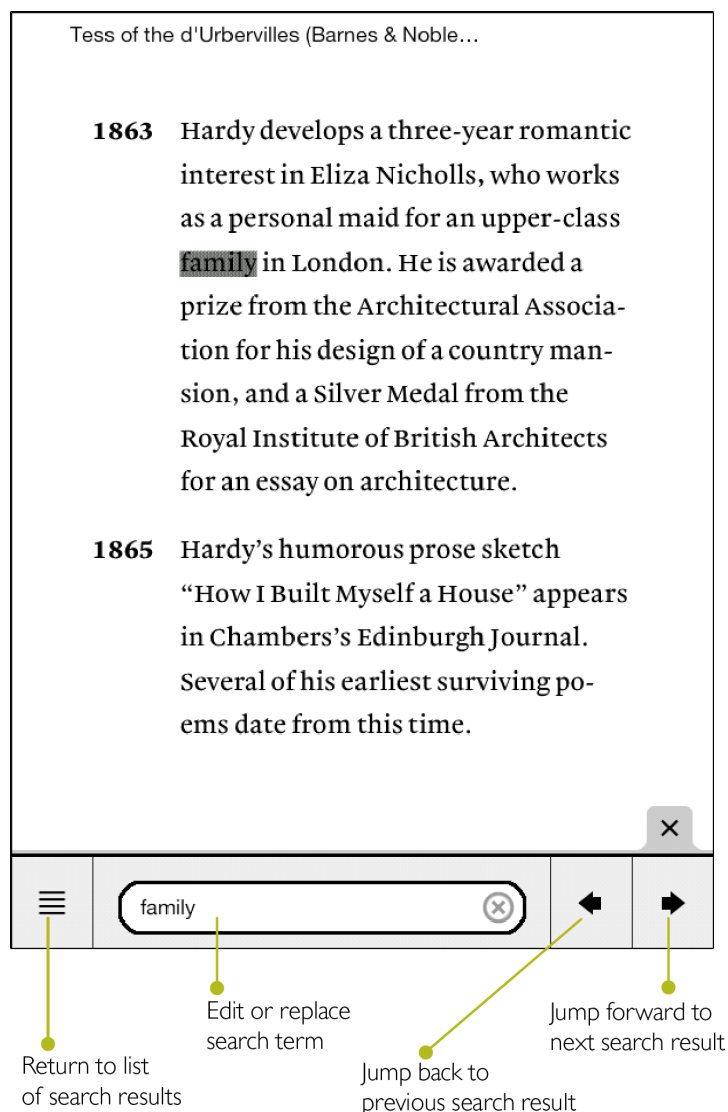 Tess of the d'Urbervilles (Barnes & Noble…
1863 Hardy develops a three-year romantic
interest in Eliza Nicholls, who works
as a personal maid for an upper-class
family in London. He is awarded a
prize from the Architectural Associa-
tion for his design of a country man-
sion, and a Silver Medal from the
Royal Institute of British Architects
for an essay on architecture.
1865 Hardy’s humorous prose sketch
“How I Built Myself a House” appears
in Chambers’s Edinburgh Journal.
Several of his earliest surviving po-
ems date from this time.
family
Edit or replace
search term
Jump forward to
next search result
Return to list
of search results
Jump back to
previous search result